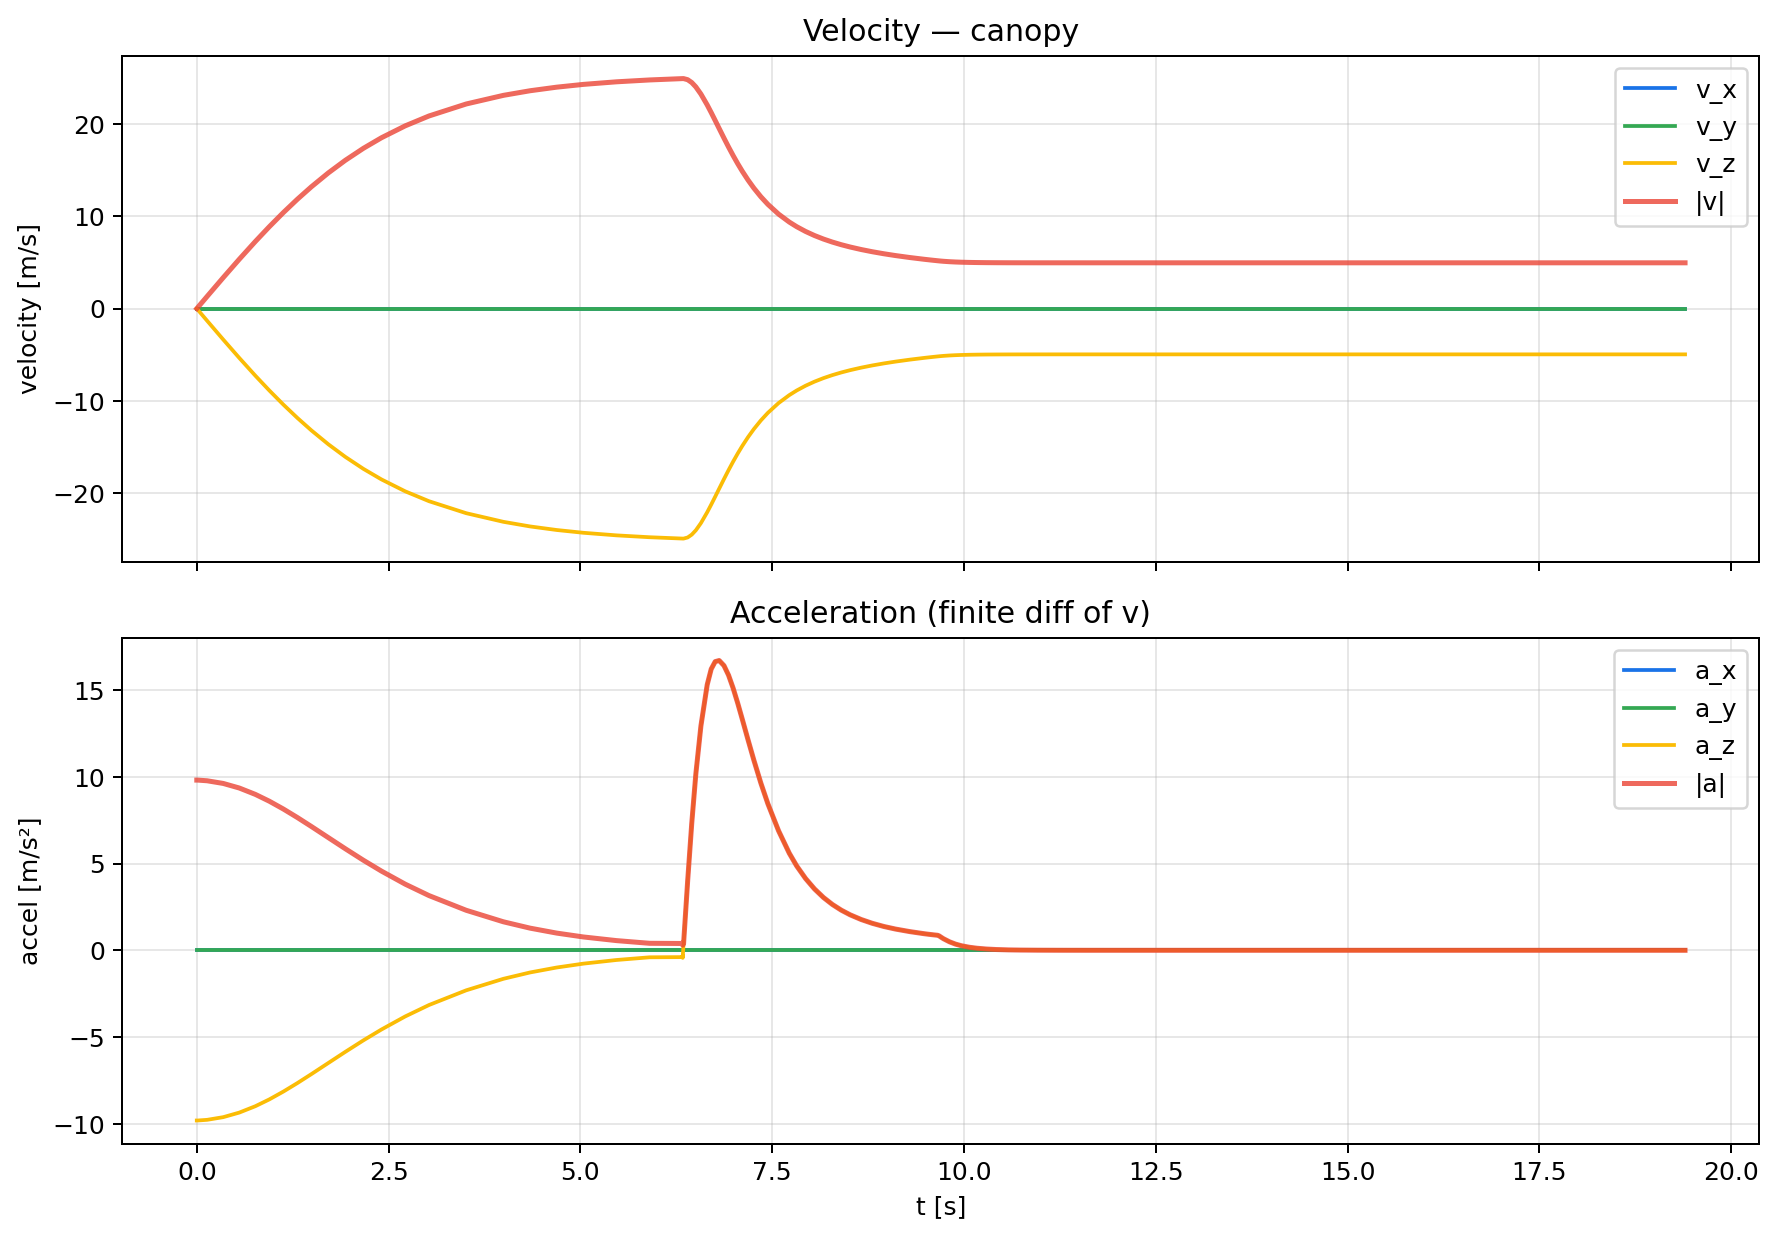 Velocity — canopy
velocity [m/s]
20
10
0
−10
−20
v_x
v_y
v_z
|v|
Acceleration (finite diff of v)
accel [m/s²]
15
10
5
0
−5
−10
a_x
a_y
a_z
|a|
0.0 2.5 5.0 7.5 10.0 12.5 15.0 17.5 20.0
t [s]